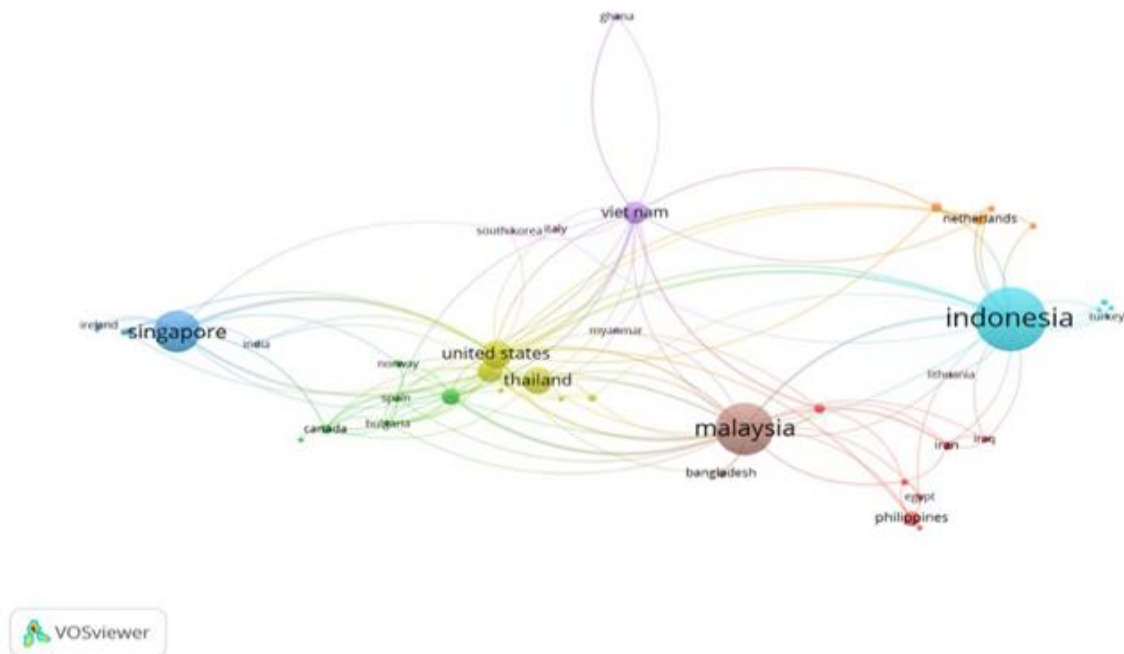 ghana
viet nam
netherlands
south korea
italy
indonesia
turkey
ireland
singapore
india
myanmar
united states
norway
thailand
lithuania
spain
canada
bulgaria
malaysia
iran
iraq
bangladesh
egypt
philippines
VOSviewer